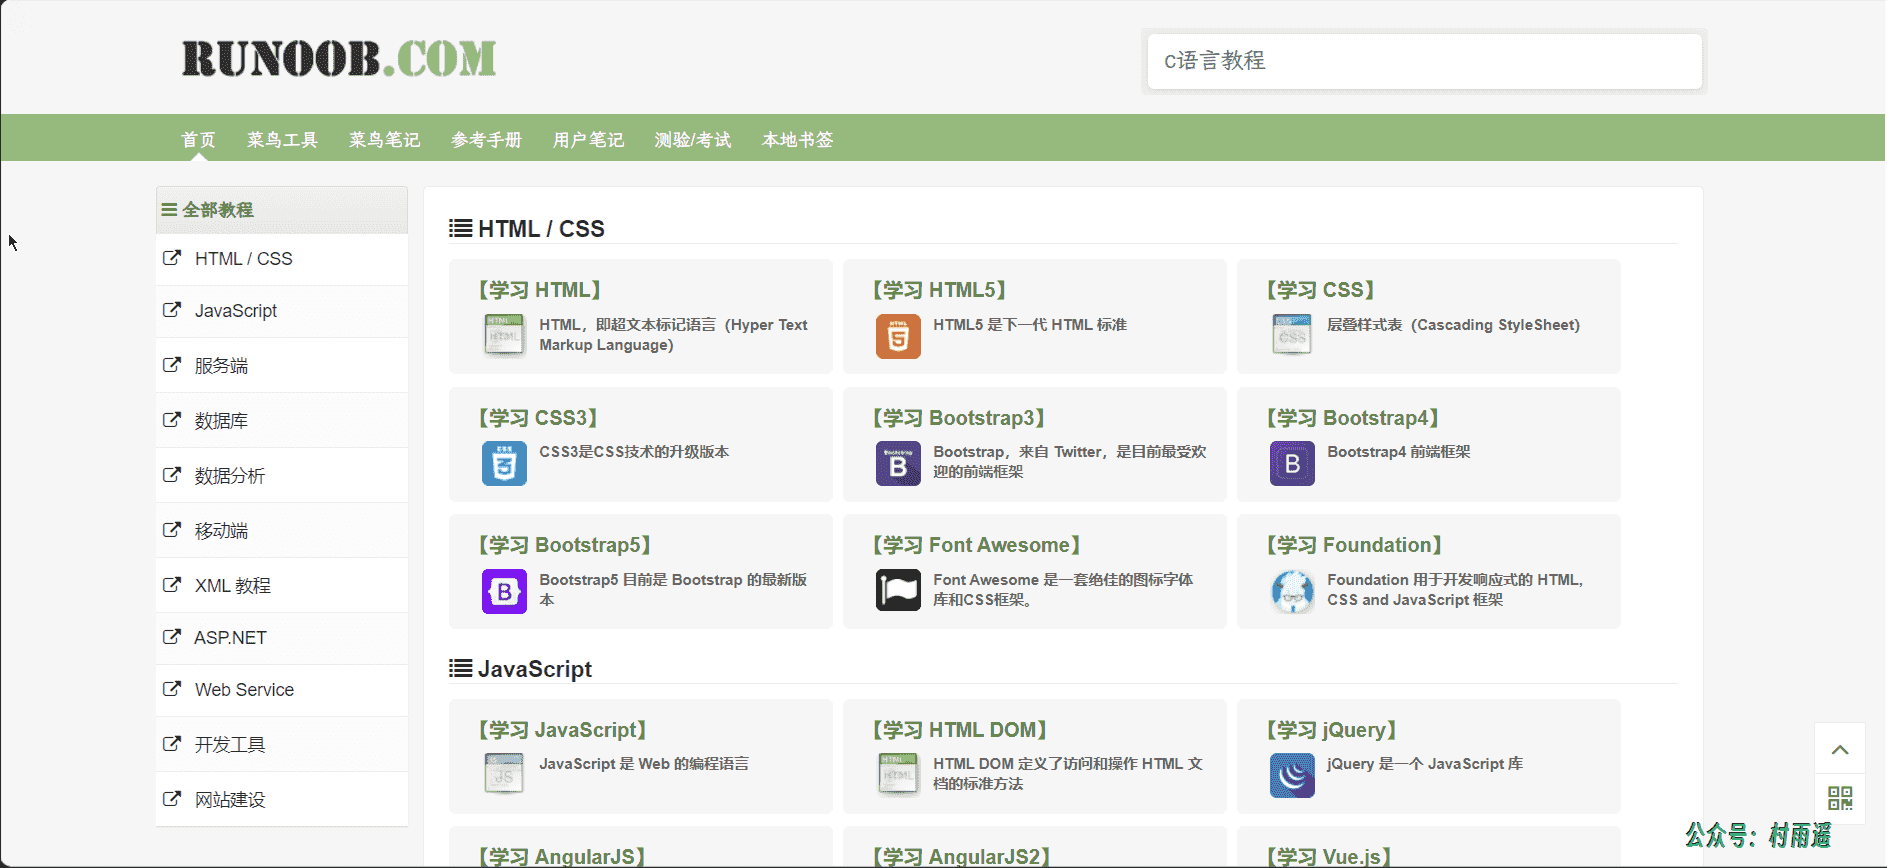 RUNOOB.COM
c语言教程
首页 菜鸟工具 菜鸟笔记 参考手册 用户笔记 测验/考试 本地书签
全部教程
HTML / CSS
JavaScript
服务端
数据库
数据分析
移动端
XML 教程
ASP.NET
Web Service
开发工具
网站建设
HTML / CSS
【学习 HTML】
HTML，即超文本标记语言（Hyper Text
Markup Language)
【学习 HTML5】
HTML5 是下一代 HTML 标准
【学习 CSS】
层叠样式表（Cascading StyleSheet)
【学习 CSS3】
CSS3是CSS技术的升级版本
【学习 Bootstrap3】
Bootstrap，来自 Twitter，是目前最受欢
迎的前端框架
【学习 Bootstrap4】
Bootstrap4 前端框架
【学习 Bootstrap5】
Bootstrap5 目前是 Bootstrap 的最新版
本
【学习 Font Awesome】
Font Awesome 是一套绝佳的图标字体
库和CSS框架。
【学习 Foundation】
Foundation 用于开发响应式的 HTML,
CSS and JavaScript 框架
JavaScript
【学习 JavaScript】
JavaScript 是 Web 的编程语言
【学习 HTML DOM】
HTML DOM 定义了访问和操作 HTML 文
档的标准方法
【学习 jQuery】
jQuery 是一个 JavaScript 库
【学习 AngularJS】
【学习 AngularJS2】
【学习 Vue.js】
公众号：村雨遥